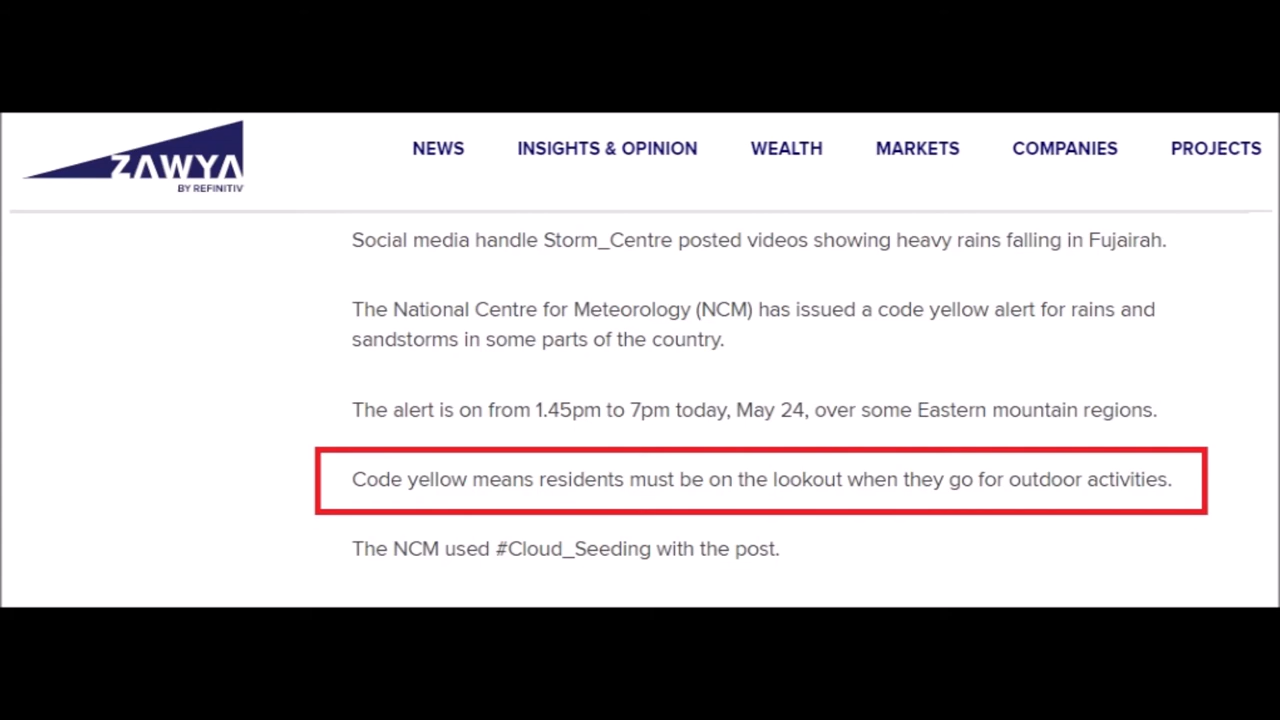 ZAWYA
BY REFINITIV
NEWS INSIGHTS & OPINION WEALTH MARKETS COMPANIES PROJECTS
Social media handle Storm_Centre posted videos showing heavy rains falling in Fujairah.
The National Centre for Meteorology (NCM) has issued a code yellow alert for rains and
sandstorms in some parts of the country.
The alert is on from 1.45pm to 7pm today, May 24, over some Eastern mountain regions.
Code yellow means residents must be on the lookout when they go for outdoor activities.
The NCM used #Cloud_Seeding with the post.